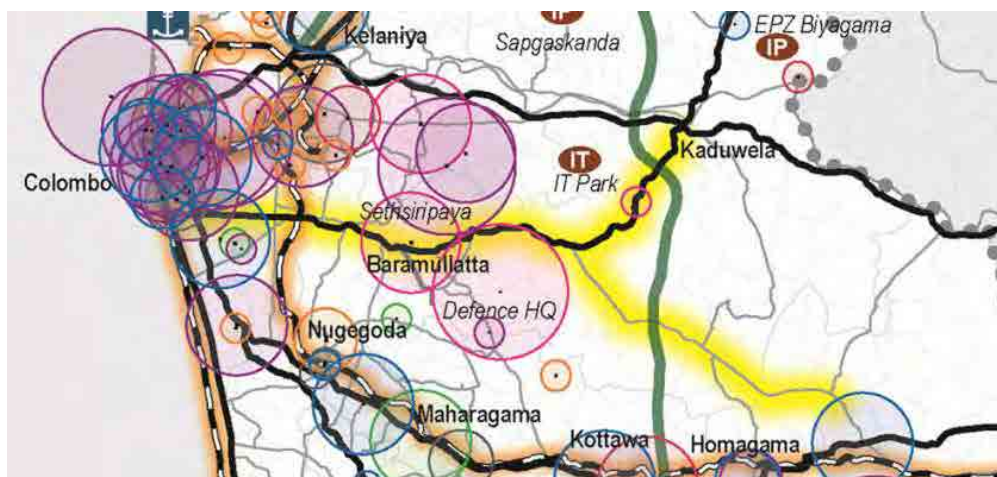 IP
EPZ Biyagama
Kelaniya
Sapgaskanda
IP
Kaduwela
IT
IT Park
Colombo
Sethsiripaya
Baramullatta
Defence HQ
Nugegoda
Maharagama
Kottawa
Homagama